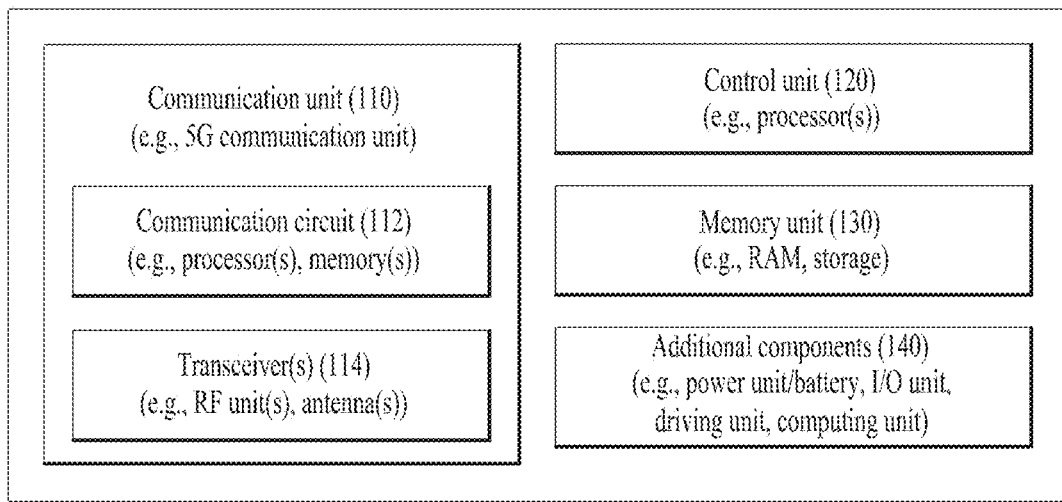 Communication unit (110)
(e.g., 5G communication unit)
Communication circuit (112)
(e.g., processor(s), memory(s))
Transceiver(s) (114)
(e.g., RF unit(s), antenna(s))
Control unit (120)
(e.g., processor(s))
Memory unit (130)
(e.g., RAM, storage)
Additional components (140)
(e.g., power unit/battery, I/O unit,
driving unit, computing unit)